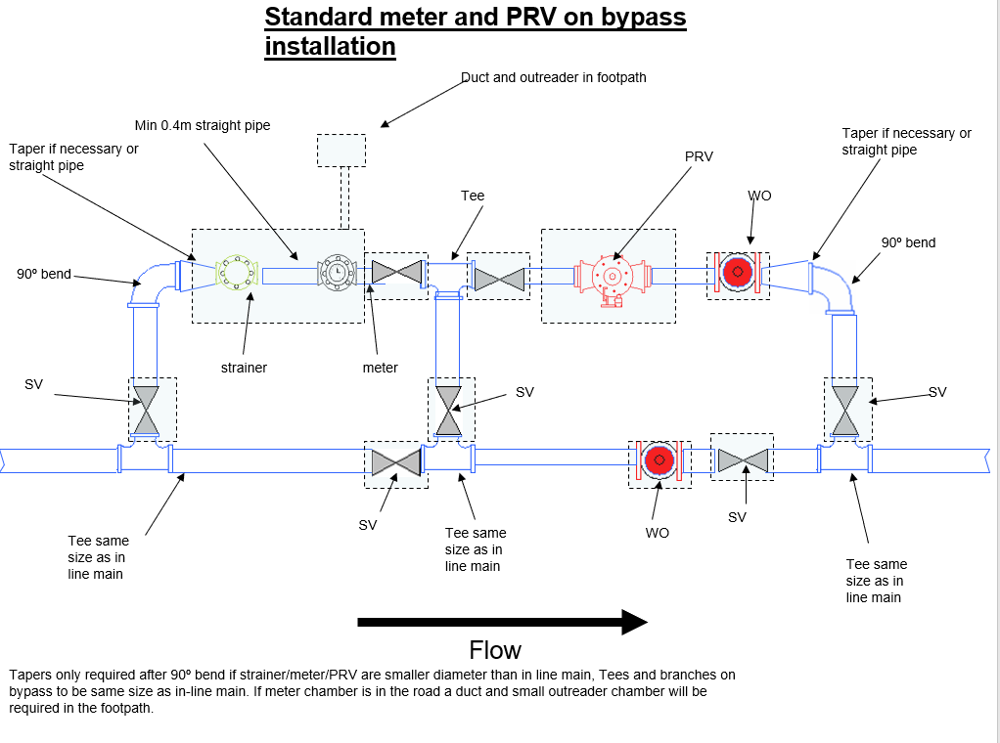 Standard meter and PRV on bypass
installation
Duct and outreader in footpath
Min 0.4m straight pipe
Taper if necessary or
straight pipe
Taper if necessary or
straight pipe
PRV
Tee
WO
90º bend
90º bend
strainer
meter
SV
SV
SV
SV
SV
WO
Tee same
size as in
line main
Tee same
size as in
line main
Tee same
size as in
line main
Flow
Tapers only required after 90º bend if strainer/meter/PRV are smaller diameter than in line main, Tees and branches on
bypass to be same size as in-line main. If meter chamber is in the road a duct and small outreader chamber will be
required in the footpath.